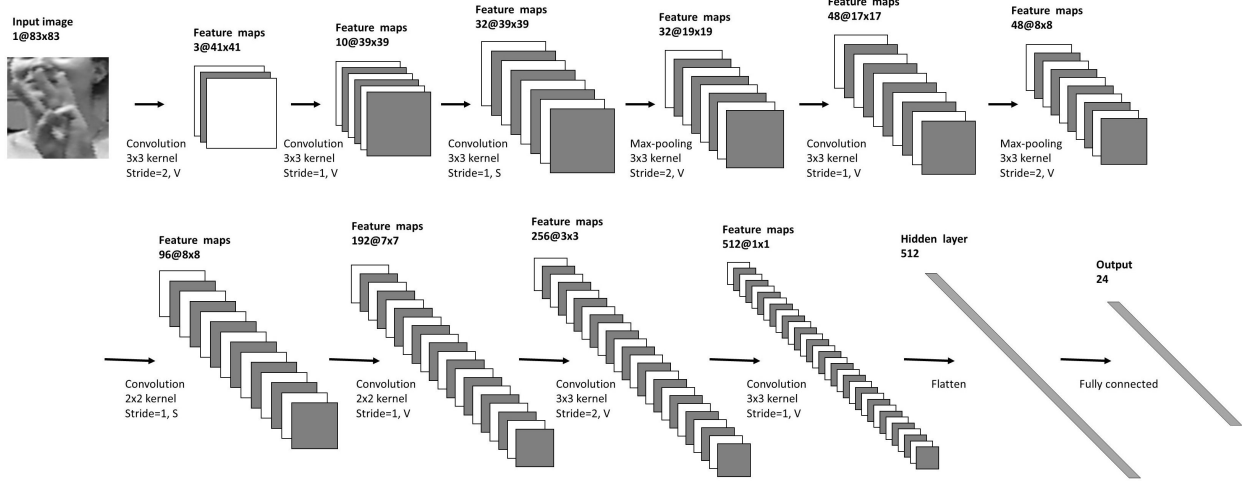 Input image
1@83x83
Feature maps
3@41x41
Feature maps
10@39x39
Feature maps
32@39x39
Feature maps
32@19x19
Feature maps
48@17x17
Feature maps
48@8x8
Convolution
3x3 kernel
Stride=2, V
Convolution
3x3 kernel
Stride=1, V
Convolution
3x3 kernel
Stride=1, S
Max-pooling
3x3 kernel
Stride=2, V
Convolution
3x3 kernel
Stride=1, V
Max-pooling
3x3 kernel
Stride=2, V
Feature maps
96@8x8
Feature maps
192@7x7
Feature maps
256@3x3
Feature maps
512@1x1
Hidden layer
512
Output
24
Convolution
2x2 kernel
Stride=1, S
Convolution
2x2 kernel
Stride=1, V
Convolution
3x3 kernel
Stride=2, V
Convolution
3x3 kernel
Stride=1, V
Flatten
Fully connected